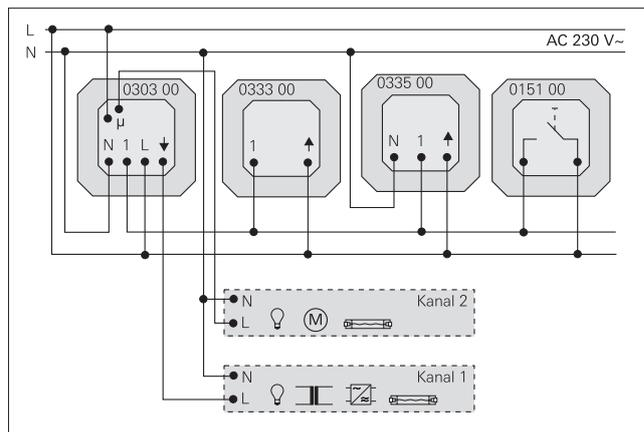 L
N
AC 230 V~
0303 00
0333 00
0335 00
0151 00
µ
N 1 L
1
N 1
N
L
Kanal 2
M
N
L
Kanal 1